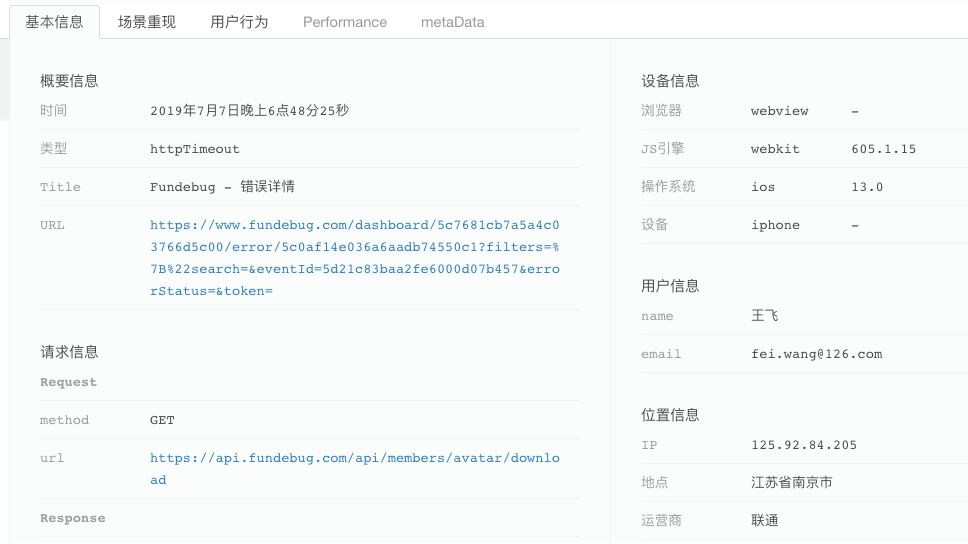 基本信息 场景重现 用户行为 Performance metaData
概要信息
时间 2019年7月7日晚上6点48分25秒
类型 httpTimeout
Title Fundebug - 错误详情
URL https://www.fundebug.com/dashboard/5c7681cb7a5a4c0
3766d5c00/error/5c0af14e036a6aadb74550c1?filters=%
7B%22search=&eventId=5d21c83baa2fe6000d07b457&erro
rStatus=&token=
请求信息
Request
method GET
url https://api.fundebug.com/api/members/avatar/downlo
ad
Response
设备信息
浏览器 webview -
JS引擎 webkit 605.1.15
操作系统 ios 13.0
设备 iphone -
用户信息
name 王飞
email fei.wang@126.com
位置信息
IP 125.92.84.205
地点 江苏省南京市
运营商 联通